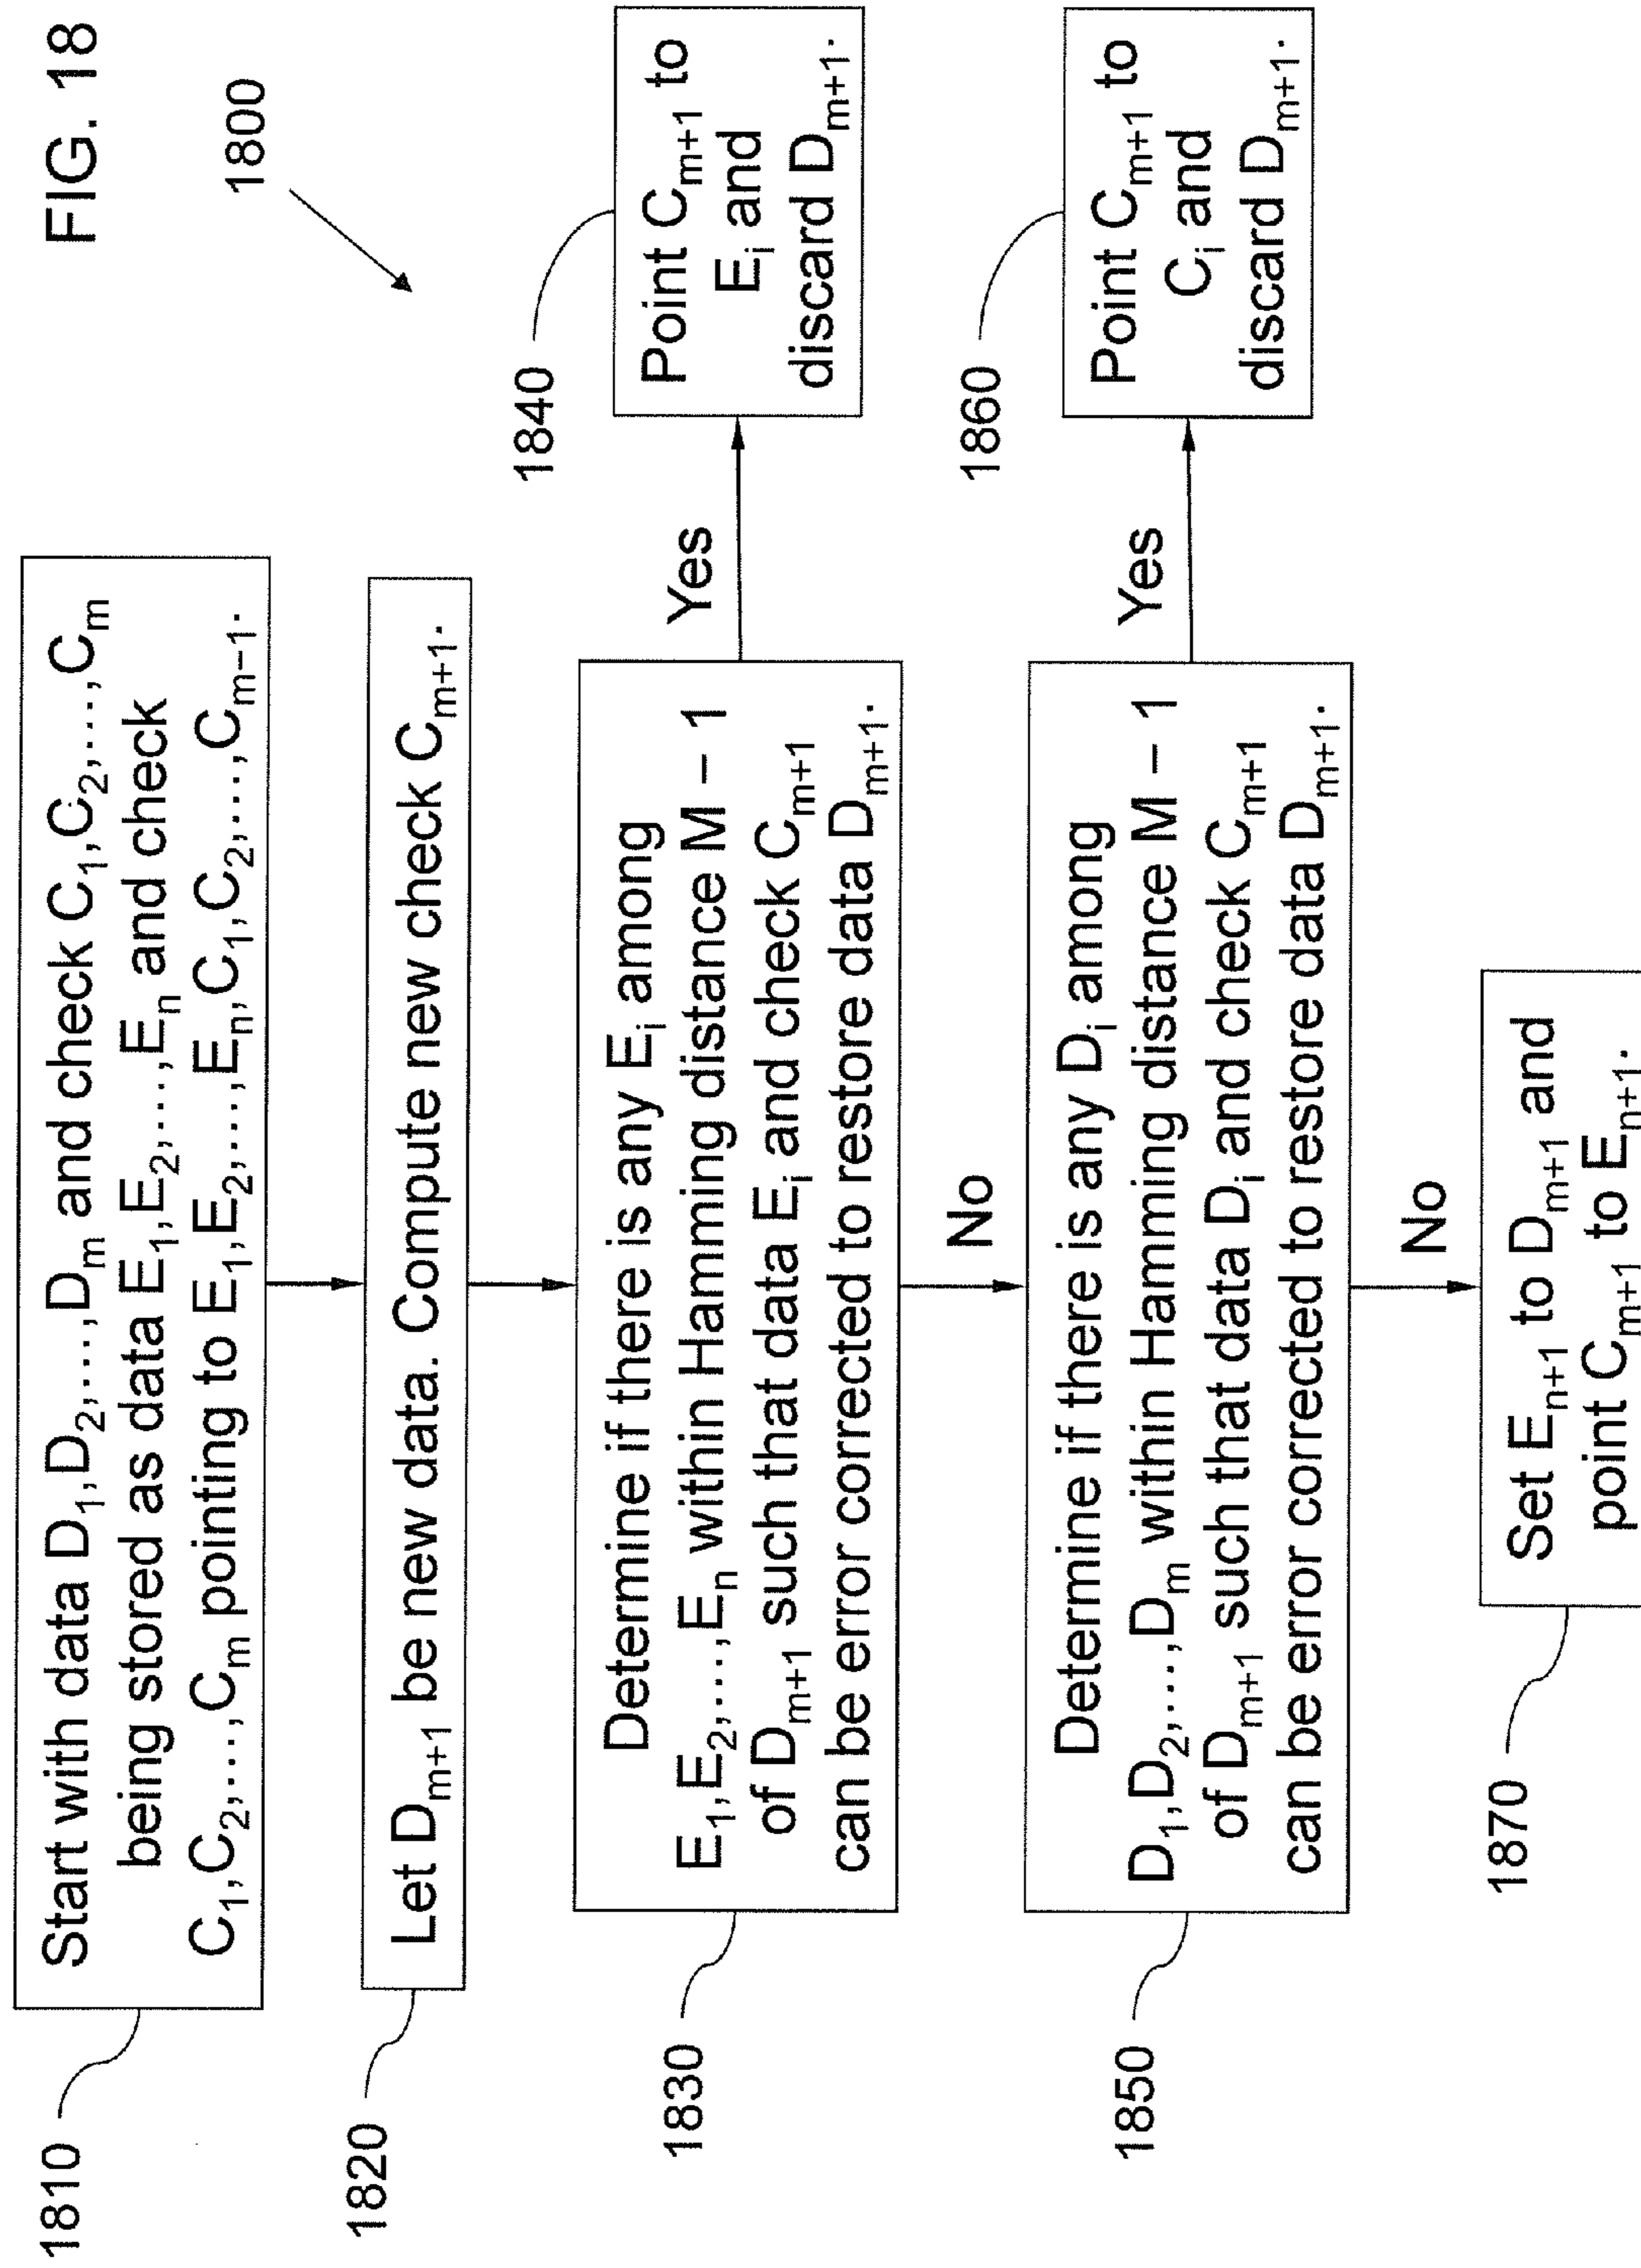 FIG. 18
1800
1810
Start with data D₁,D₂,...,Dₘ and check C₁,C₂,...,Cₘ
being stored as data E₁,E₂,...,Eₙ and check
C₁,C₂,...,Cₘ pointing to E₁,E₂,...,Eₙ,C₁,C₂,...,Cₘ₋₁.
1820
Let Dₘ₊₁ be new data. Compute new check Cₘ₊₁.
1830
Determine if there is any Eᵢ among
E₁,E₂,...,Eₙ within Hamming distance M – 1
of Dₘ₊₁ such that data Eᵢ and check Cₘ₊₁
can be error corrected to restore data Dₘ₊₁.
Yes
1840
Point Cₘ₊₁ to
Eᵢ and
discard Dₘ₊₁.
No
1850
Determine if there is any Dᵢ among
D₁,D₂,...,Dₘ within Hamming distance M – 1
of Dₘ₊₁ such that data Dᵢ and check Cₘ₊₁
can be error corrected to restore data Dₘ₊₁.
Yes
1860
Point Cₘ₊₁ to
Cᵢ and
discard Dₘ₊₁.
No
1870
Set Eₙ₊₁ to Dₘ₊₁ and
point Cₘ₊₁ to Eₙ₊₁.